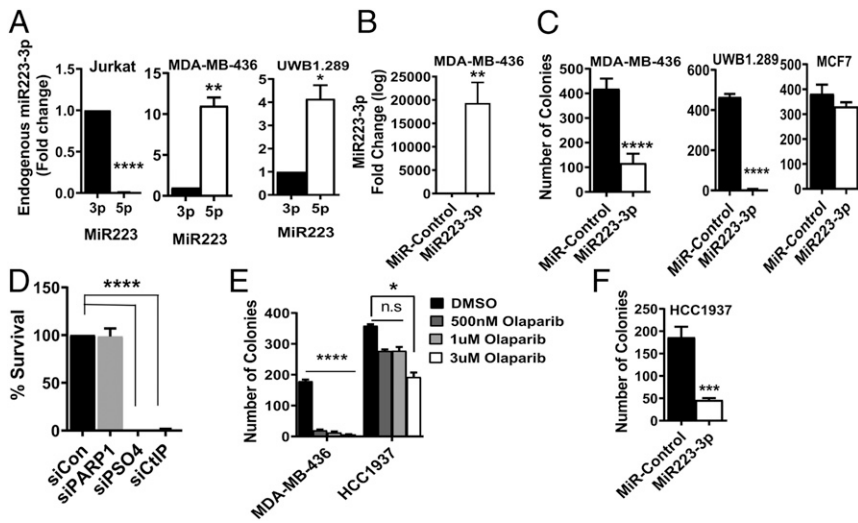 A
Endogenous miR223-3p
(Fold change)
Jurkat
1.0
0.5
0.0
****
3p 5p
MiR223
MDA-MB-436
15
10
5
0
**
3p 5p
MiR223
UWB1.289
5
4
3
2
1
0
*
3p 5p
MiR223
B
MiR223-3p
Fold Change (log)
MDA-MB-436
25000
20000
15000
10000
5000
0
**
MiR-Control
MiR223-3p
C
Number of Colonies
MDA-MB-436
500
400
300
200
100
0
****
MiR-Control
MiR223-3p
UWB1.289
600
400
200
0
****
MiR-Control
MiR223-3p
MCF7
500
400
300
200
100
0
MiR-Control
MiR223-3p
D
% Survival
150
100
50
0
****
siCon
siPARP1
siPSO4
siCtIP
E
Number of Colonies
400
300
200
100
0
****
*
n.s
MDA-MB-436
HCC1937
DMSO
500nM Olaparib
1uM Olaparib
3uM Olaparib
F
Number of Colonies
HCC1937
250
200
150
100
50
0
***
MiR-Control
MiR223-3p